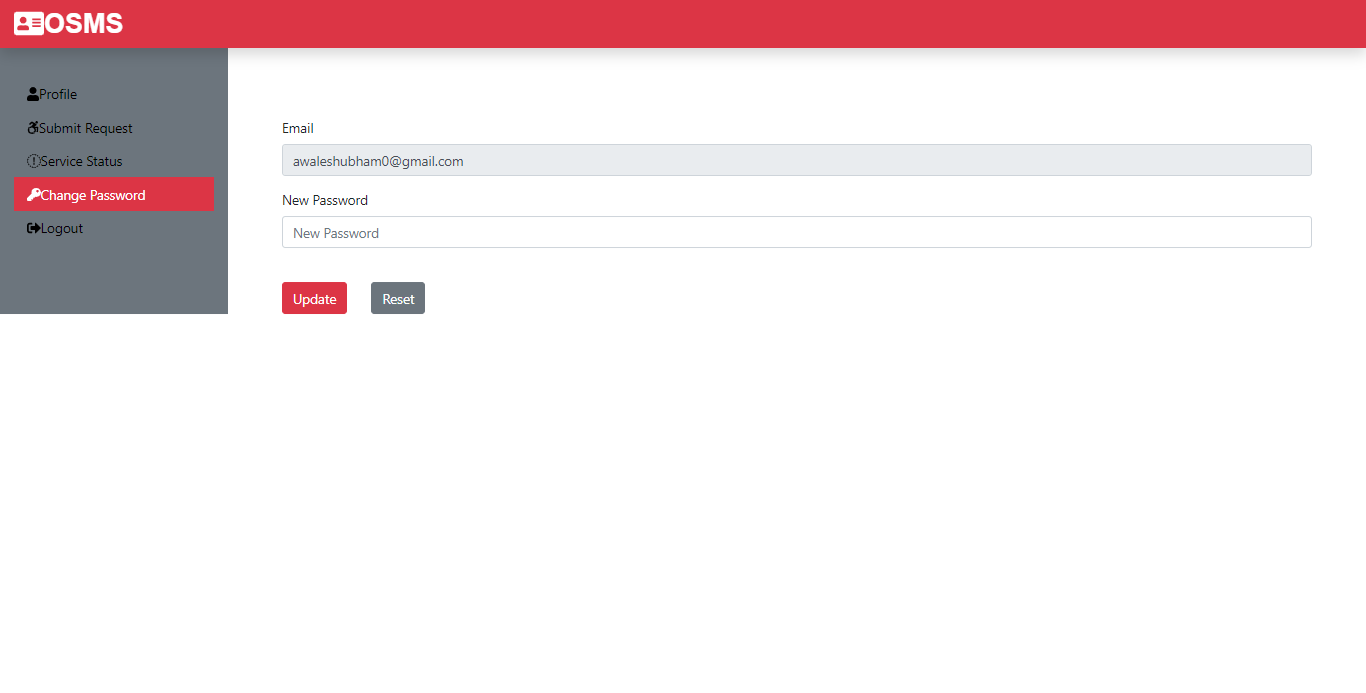 OSMS
Profile
Submit Request
Service Status
Change Password
Logout
Email
awaleshubham0@gmail.com
New Password
New Password
Update Reset